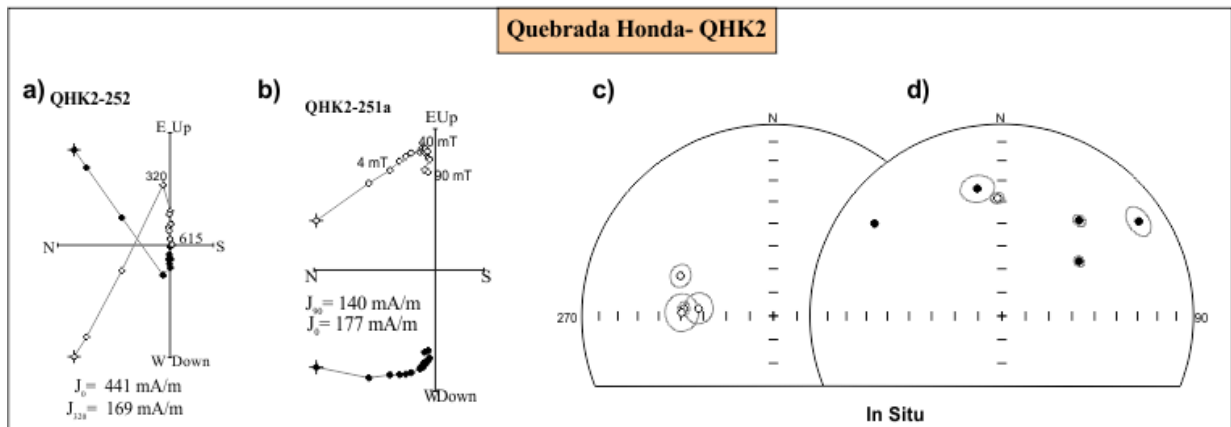 Quebrada Honda- QHK2
a) QHK2-252
E Up
320
N
615
S
W Down
J₀= 441 mA/m
J₃₂₀= 169 mA/m
b)
QHK2-251a
EUp
40 mT
4 mT
90 mT
N
S
J₉₀= 140 mA/m
J₀= 177 mA/m
WDown
c)
N
270
d)
N
90
In Situ